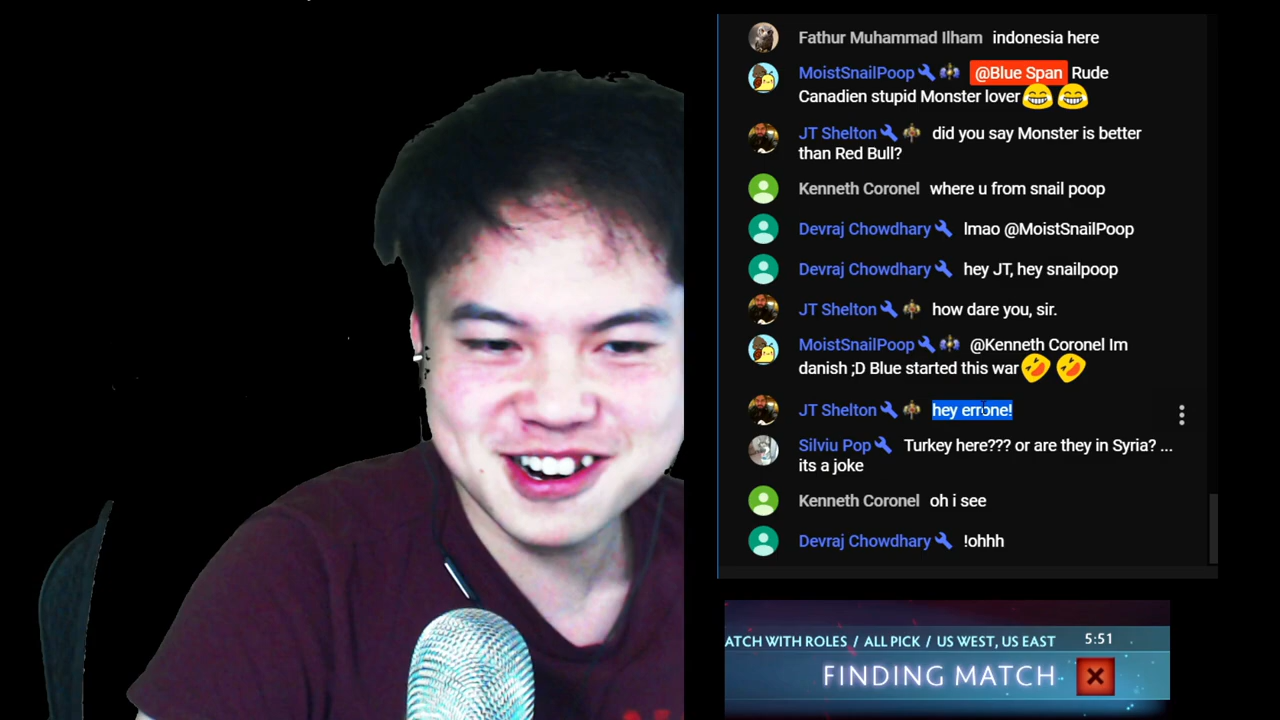 Fathur Muhammad Ilham indonesia here
MoistSnailPoop @Blue Span Rude
Canadien stupid Monster lover😂😂
JT Shelton did you say Monster is better
than Red Bull?
Kenneth Coronel where u from snail poop
Devraj Chowdhary lmao @MoistSnailPoop
Devraj Chowdhary hey JT, hey snailpoop
JT Shelton how dare you, sir.
MoistSnailPoop @Kenneth Coronel Im
danish ;D Blue started this war🤣🤣
JT Shelton hey errone!
Silviu Pop Turkey here??? or are they in Syria? ...
its a joke
Kenneth Coronel oh i see
Devraj Chowdhary !ohhh
ATCH WITH ROLES / ALL PICK / US WEST, US EAST 5:51
FINDING MATCH